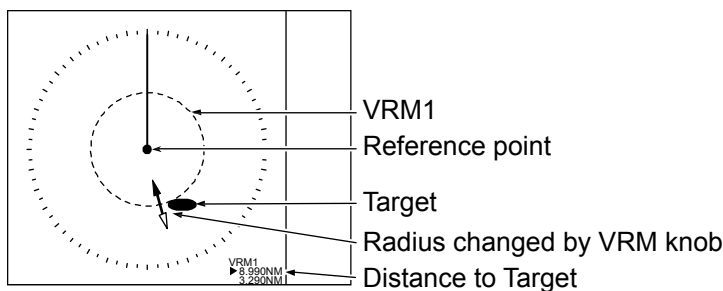 VRM1
Reference point
Target
Radius changed by VRM knob
VRM1
▶8.990NM
3.290NM
Distance to Target